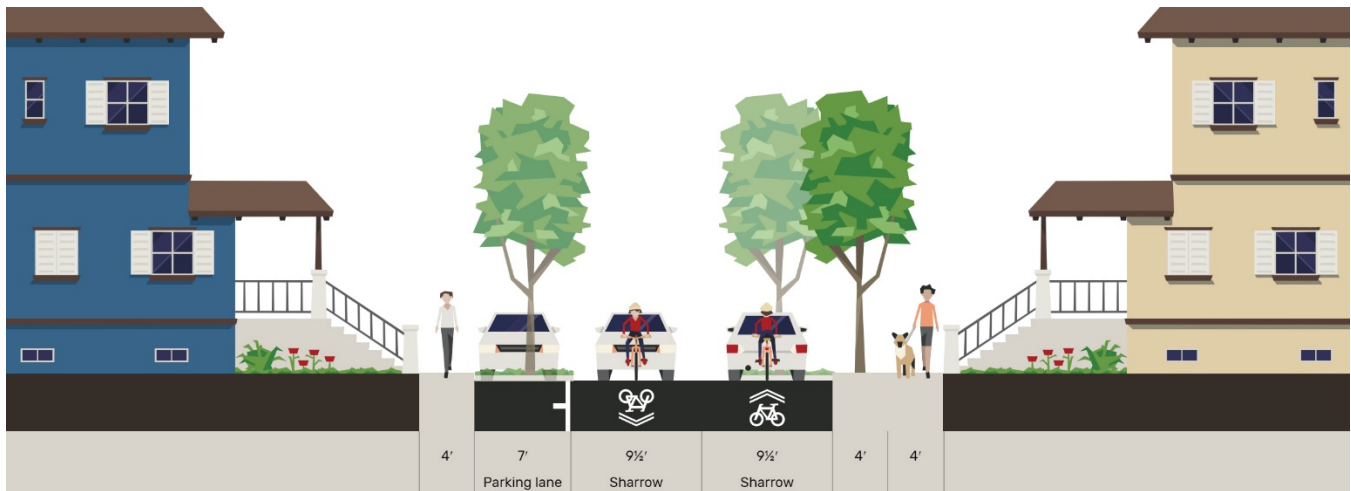 4′ 7′ 9½′ 9½′ 4′ 4′
Parking lane Sharrow Sharrow